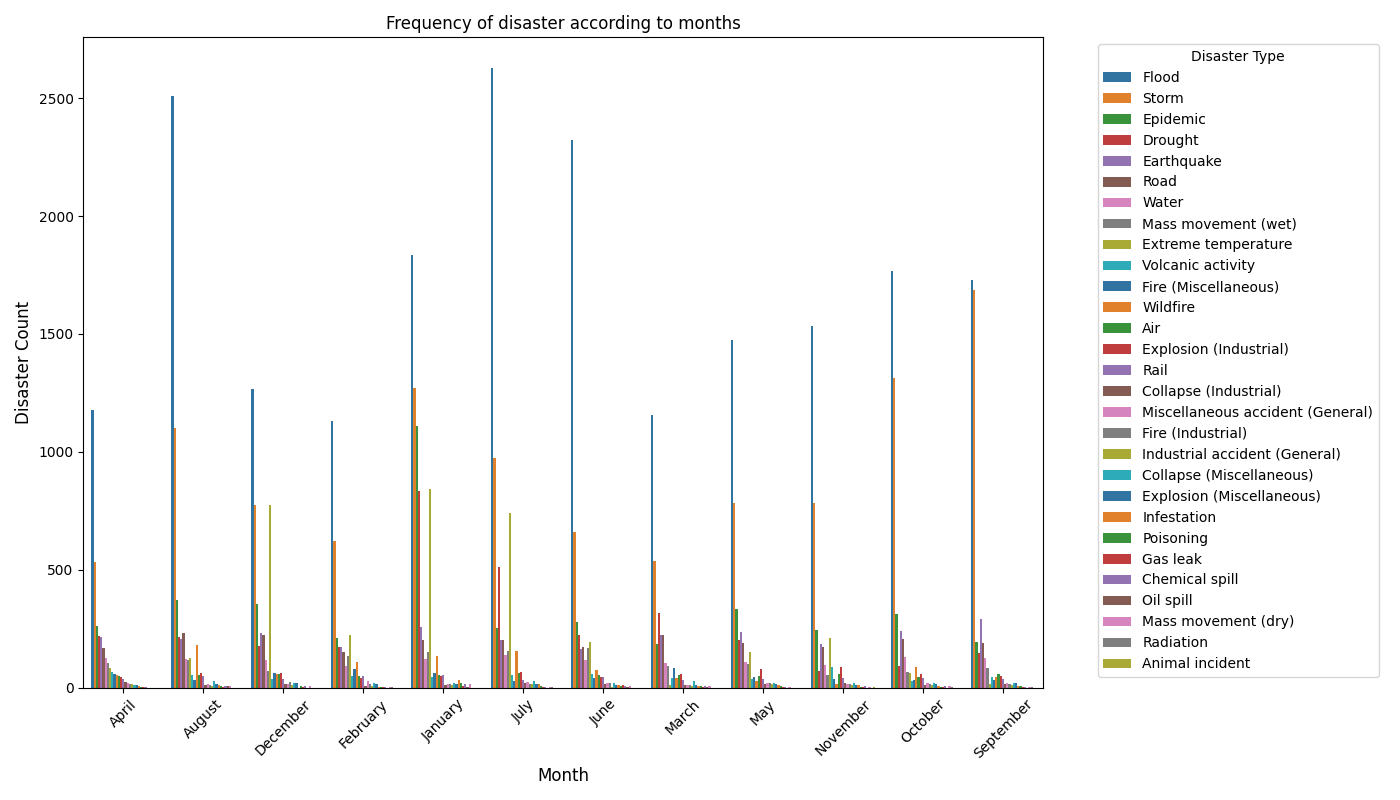 Frequency of disaster according to months
Disaster Count
2500
2000
1500
1000
500
0
April
August
December
February
January
July
June
March
May
November
October
September
Month
Disaster Type
Flood
Storm
Epidemic
Drought
Earthquake
Road
Water
Mass movement (wet)
Extreme temperature
Volcanic activity
Fire (Miscellaneous)
Wildfire
Air
Explosion (Industrial)
Rail
Collapse (Industrial)
Miscellaneous accident (General)
Fire (Industrial)
Industrial accident (General)
Collapse (Miscellaneous)
Explosion (Miscellaneous)
Infestation
Poisoning
Gas leak
Chemical spill
Oil spill
Mass movement (dry)
Radiation
Animal incident